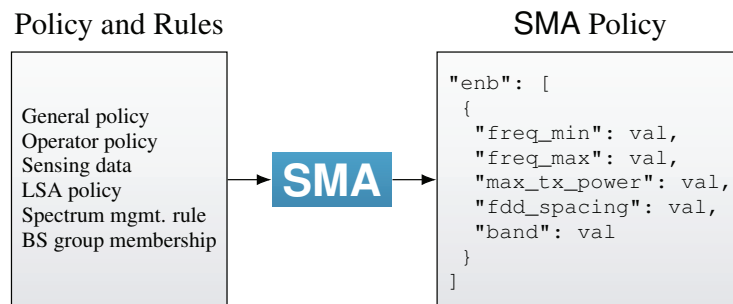 Policy and Rules
General policy
Operator policy
Sensing data
LSA policy
Spectrum mgmt. rule
BS group membership
SMA
SMA Policy
"enb": [
{
"freq_min": val,
"freq_max": val,
"max_tx_power": val,
"fdd_spacing": val,
"band": val
}
]